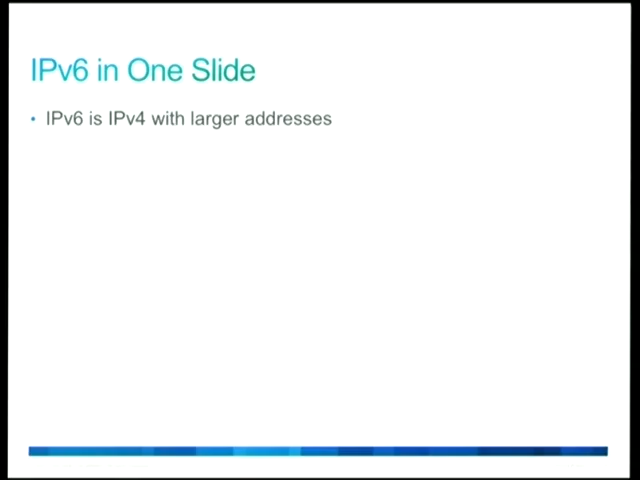 IPv6 in One Slide
• IPv6 is IPv4 with larger addresses